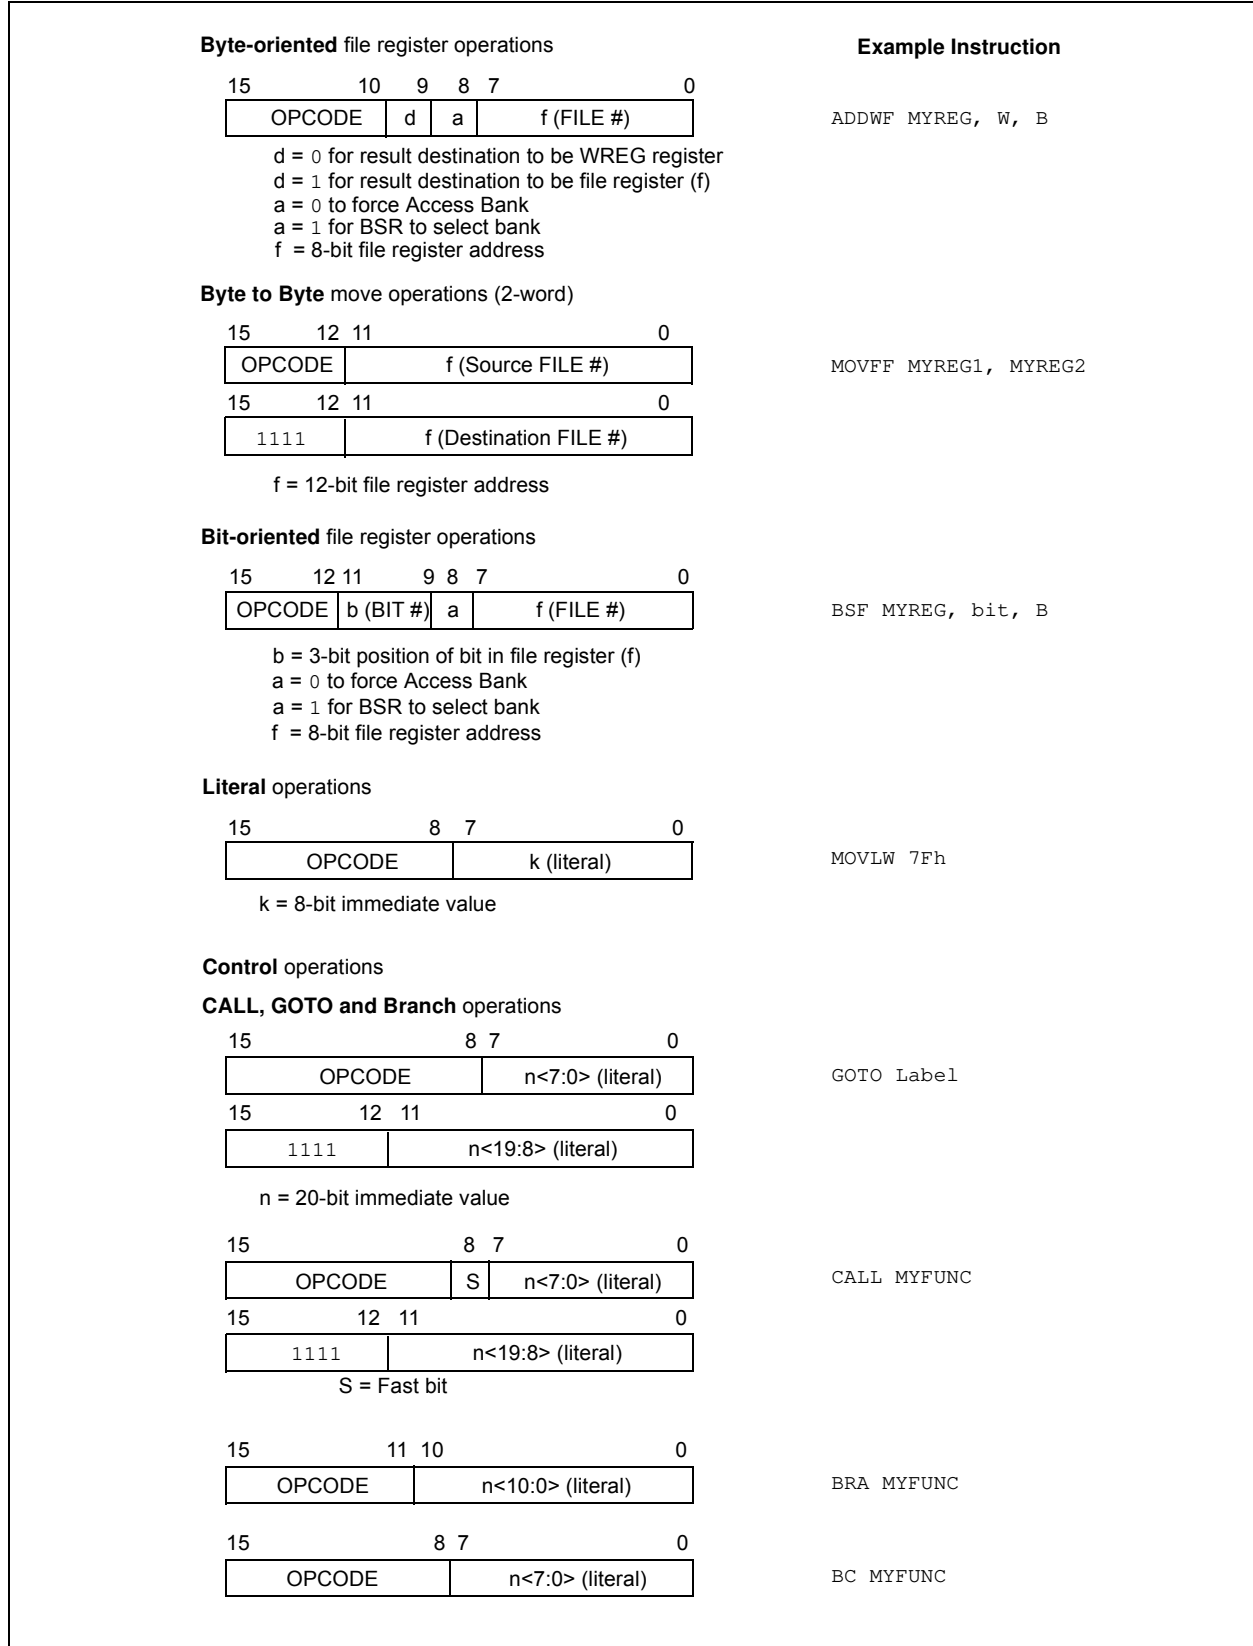 Byte-oriented file register operations
Example Instruction
15 10 9 8 7 0
OPCODE d a f (FILE #)
ADDWF MYREG, W, B
d = 0 for result destination to be WREG register
d = 1 for result destination to be file register (f)
a = 0 to force Access Bank
a = 1 for BSR to select bank
f = 8-bit file register address
Byte to Byte move operations (2-word)
15 12 11 0
OPCODE f (Source FILE #)
MOVFF MYREG1, MYREG2
15 12 11 0
1111 f (Destination FILE #)
f = 12-bit file register address
Bit-oriented file register operations
15 12 11 9 8 7 0
OPCODE b (BIT #) a f (FILE #)
BSF MYREG, bit, B
b = 3-bit position of bit in file register (f)
a = 0 to force Access Bank
a = 1 for BSR to select bank
f = 8-bit file register address
Literal operations
15 8 7 0
OPCODE k (literal)
MOVLW 7Fh
k = 8-bit immediate value
Control operations
CALL, GOTO and Branch operations
15 8 7 0
OPCODE n<7:0> (literal)
GOTO Label
15 12 11 0
1111 n<19:8> (literal)
n = 20-bit immediate value
15 8 7 0
OPCODE S n<7:0> (literal)
CALL MYFUNC
15 12 11 0
1111 n<19:8> (literal)
S = Fast bit
15 11 10 0
OPCODE n<10:0> (literal)
BRA MYFUNC
15 8 7 0
OPCODE n<7:0> (literal)
BC MYFUNC